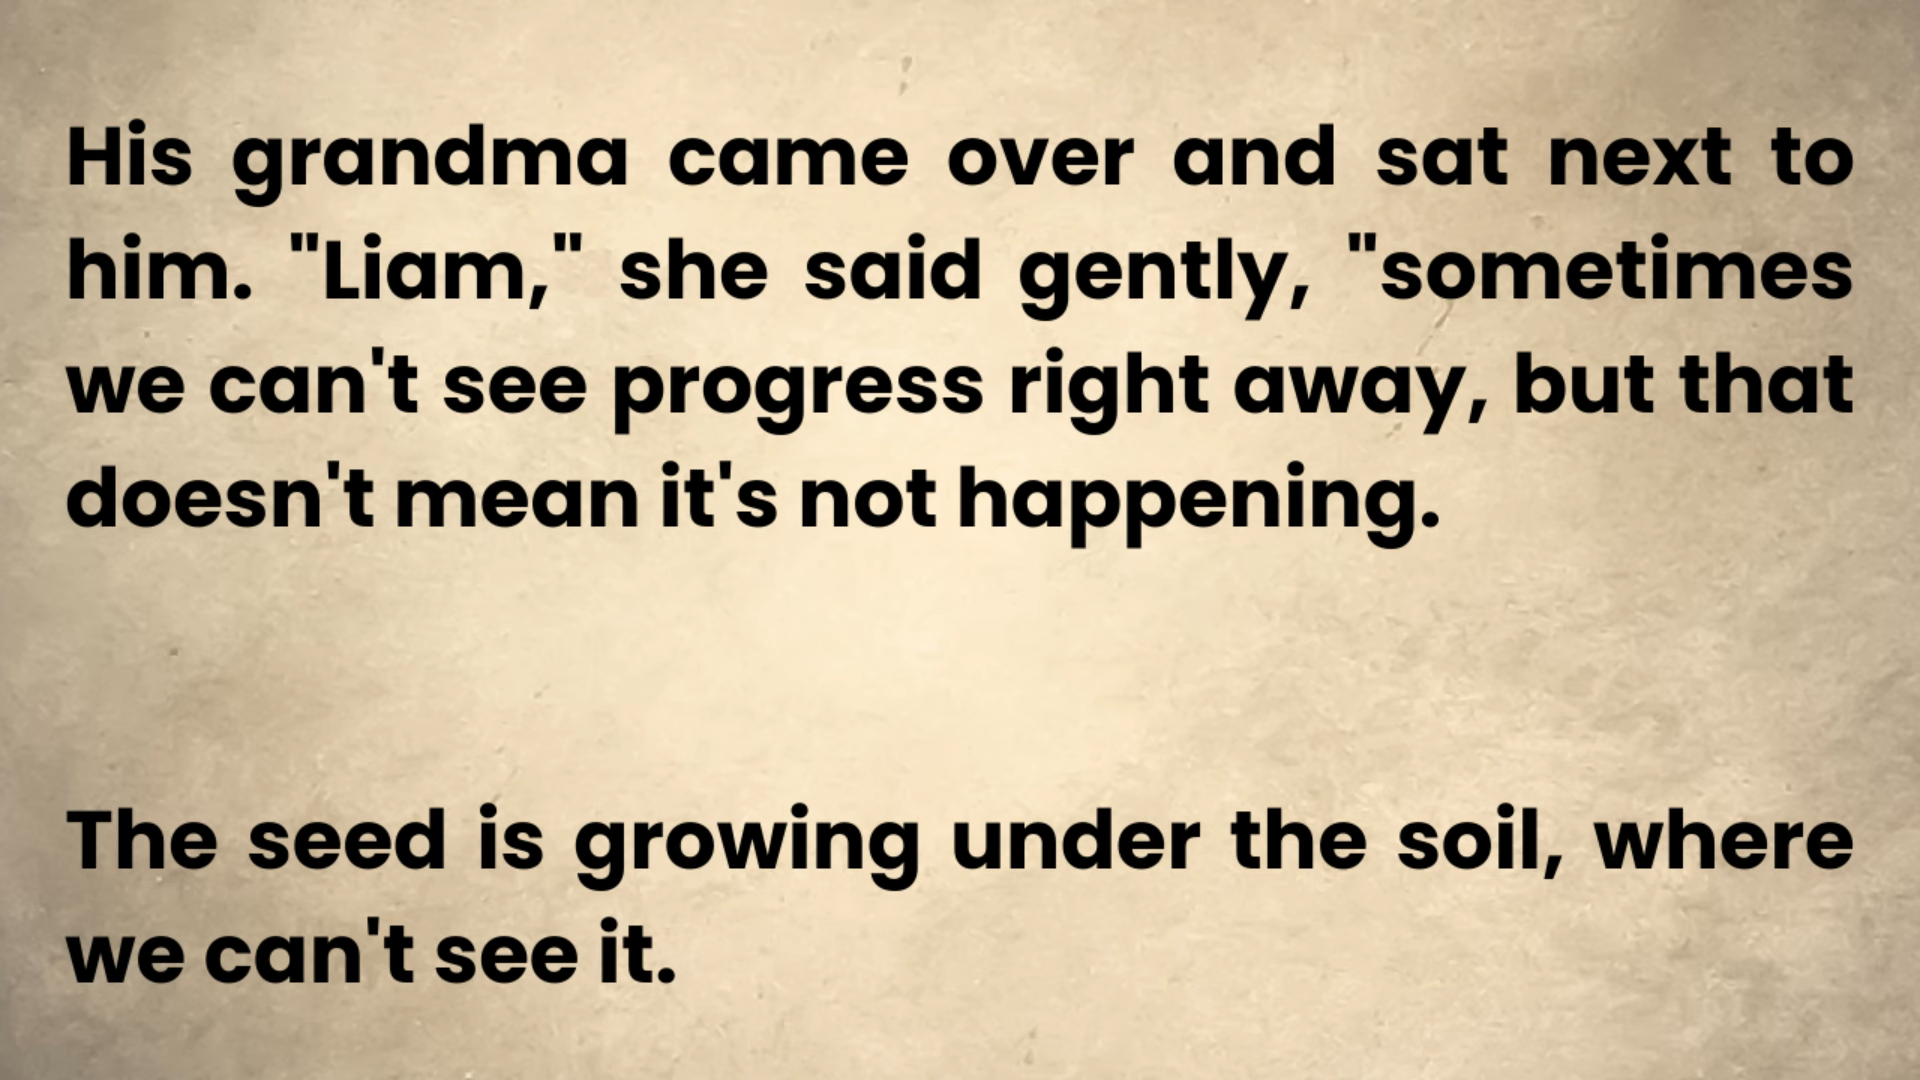 His grandma came over and sat next to
him. "Liam," she said gently, "sometimes
we can't see progress right away, but that
doesn't mean it's not happening.
The seed is growing under the soil, where
we can't see it.